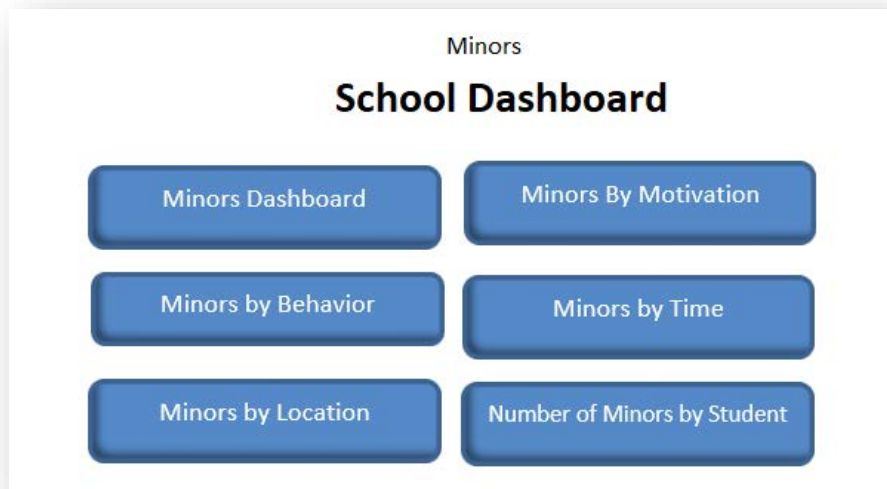 Minors
School Dashboard
Minors Dashboard
Minors By Motivation
Minors by Behavior
Minors by Time
Minors by Location
Number of Minors by Student